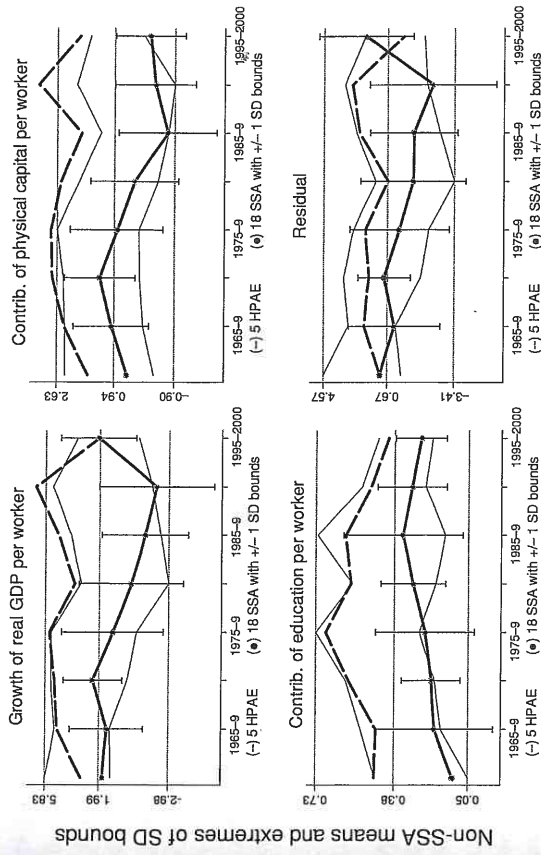 Non-SSA means and extremes of SD bounds
Growth of real GDP per worker
5.83
1.99
−2.98
1965–9
1975–9
1985–9
1995–2000
(–) 5 HPAE
(•) 18 SSA with +/− 1 SD bounds
Contrib. of physical capital per worker
2.63
0.94
−0.90
1965–9
1975–9
1985–9
1995–2000
(–) 5 HPAE
(•) 18 SSA with +/− 1 SD bounds
Contrib. of education per worker
0.73
0.38
0.05
1965–9
1975–9
1985–9
1995–2000
(–) 5 HPAE
(•) 18 SSA with +/− 1 SD bounds
Residual
4.57
0.67
−3.41
1965–9
1975–9
1985–9
1995–2000
(–) 5 HPAE
(•) 18 SSA with +/− 1 SD bounds